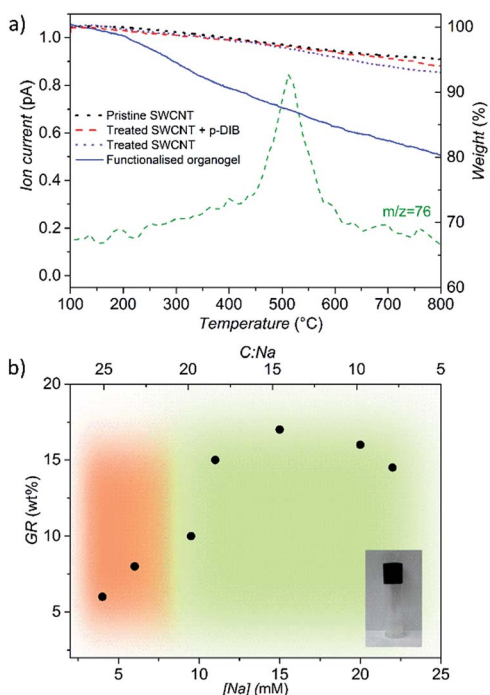 a)
1.0
0.8
0.6
0.4
0.2
0.0
Ion current (pA)
100
90
80
70
60
Weight (%)
Pristine SWCNT
Treated SWCNT + p-DIB
Treated SWCNT
Functionalised organogel
m/z=76
100 200 300 400 500 600 700 800
Temperature (°C)
b)
C:Na
25 20 15 10 5
20
15
10
5
GR (wt%)
5 10 15 20 25
[Na] (mM)